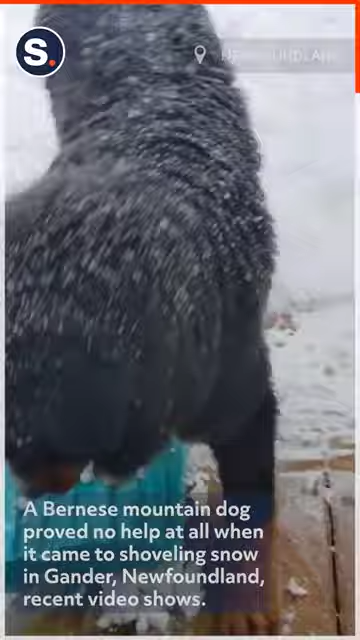 S.
NEWFOUNDLAND
A Bernese mountain dog
proved no help at all when
it came to shoveling snow
in Gander, Newfoundland,
recent video shows.